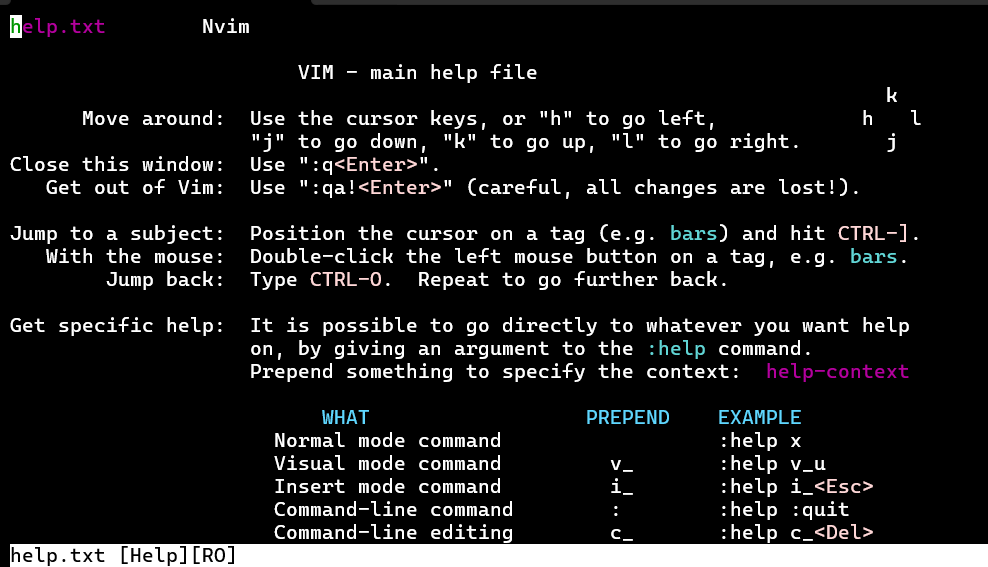 help.txt        Nvim
                        VIM - main help file
                                                                         k
      Move around:  Use the cursor keys, or "h" to go left,            h   l
                    "j" to go down, "k" to go up, "l" to go right.       j
Close this window:  Use ":q<Enter>".
   Get out of Vim:  Use ":qa!<Enter>" (careful, all changes are lost!).
Jump to a subject:  Position the cursor on a tag (e.g. bars) and hit CTRL-].
   With the mouse:  Double-click the left mouse button on a tag, e.g. bars.
        Jump back:  Type CTRL-O.  Repeat to go further back.
Get specific help:  It is possible to go directly to whatever you want help
                    on, by giving an argument to the :help command.
                    Prepend something to specify the context:  help-context
                          WHAT                  PREPEND    EXAMPLE
                      Normal mode command                  :help x
                      Visual mode command         v_       :help v_u
                      Insert mode command         i_       :help i_<Esc>
                      Command-line command        :        :help :quit
                      Command-line editing        c_       :help c_<Del>
help.txt [Help][RO]